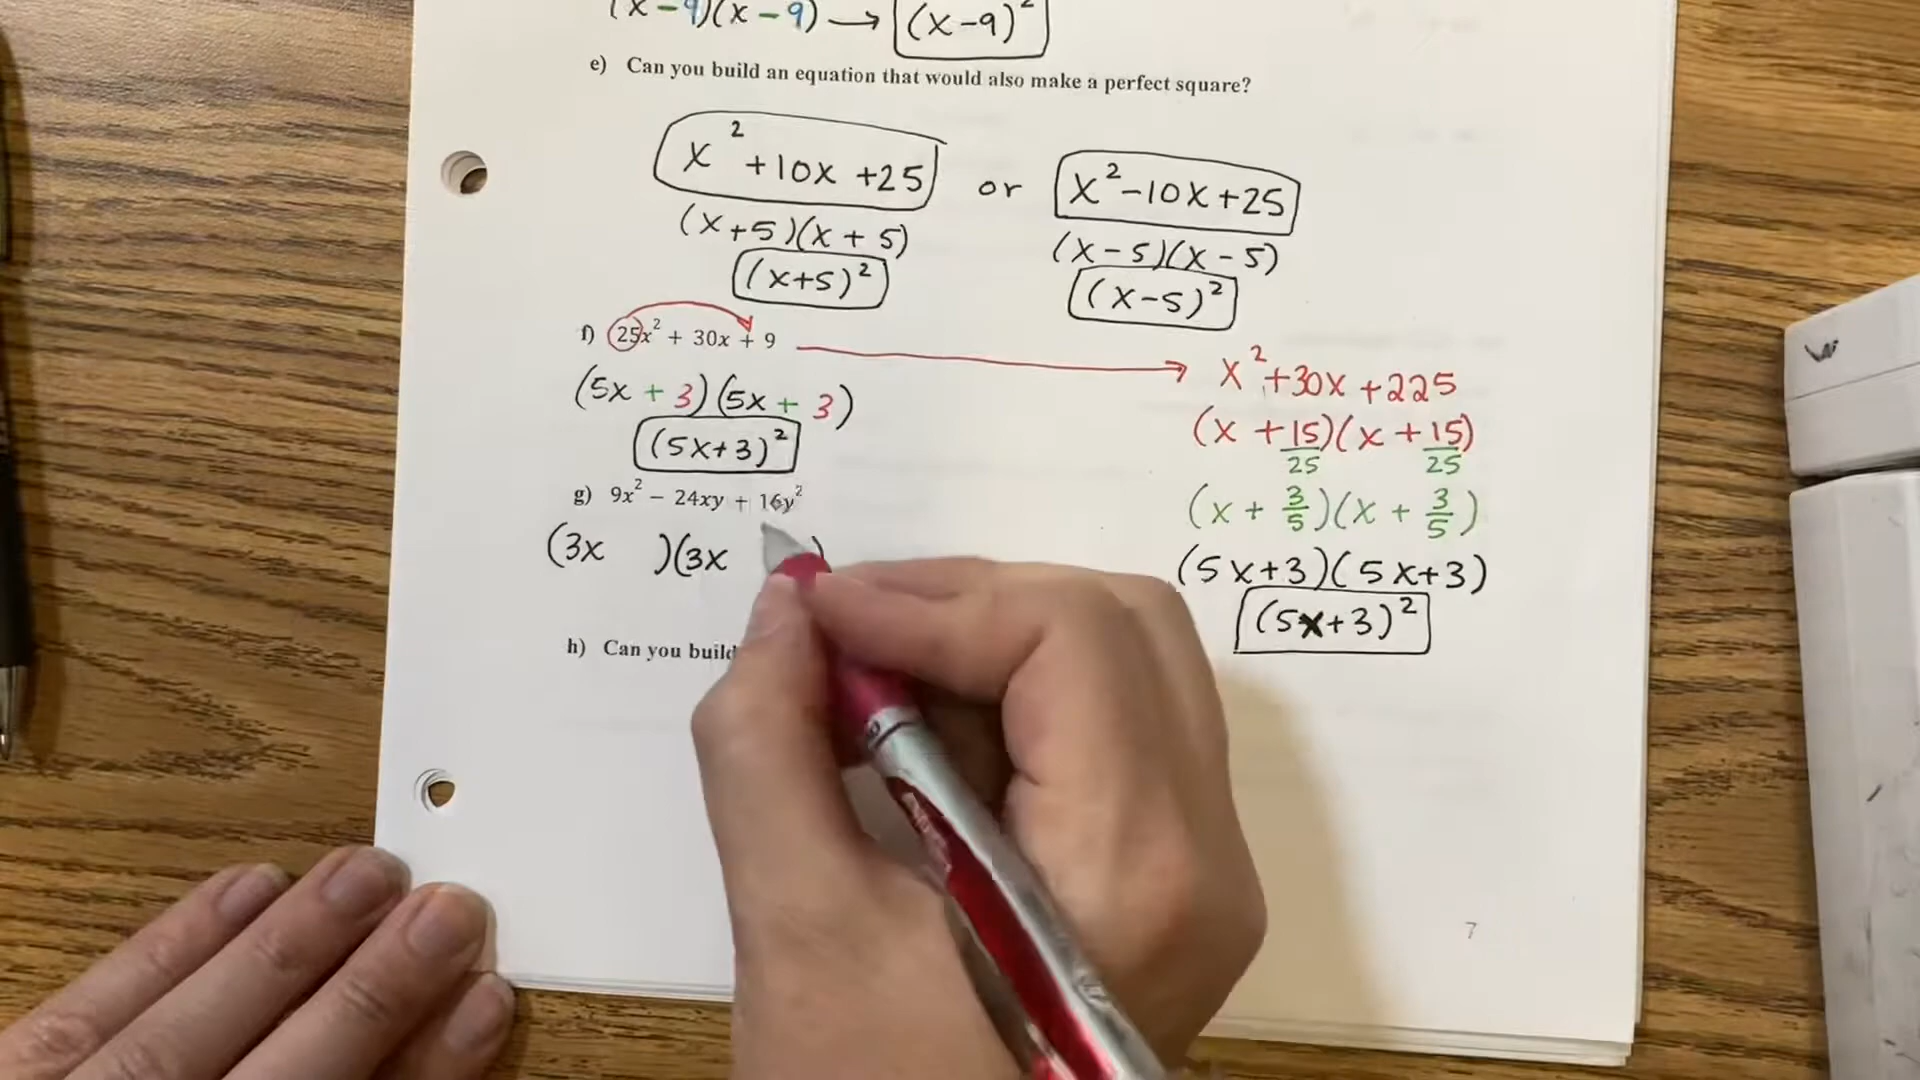 (x-9)(x-9) → (x-9)²
e) Can you build an equation that would also make a perfect square?
x² +10x +25 or x²-10x+25
(x+5)(x+5) (x-5)(x-5)
(x+5)² (x-5)²
f) 25x² + 30x + 9 → x²+30x+225
(5x + 3)(5x + 3) (x + 15/25)(x + 15/25)
(5x+3)² (x + 3/5)(x + 3/5)
g) 9x² − 24xy + 16y²
(3x )(3x ) (5x+3)(5x+3)
(5x+3)²
h) Can you build
7